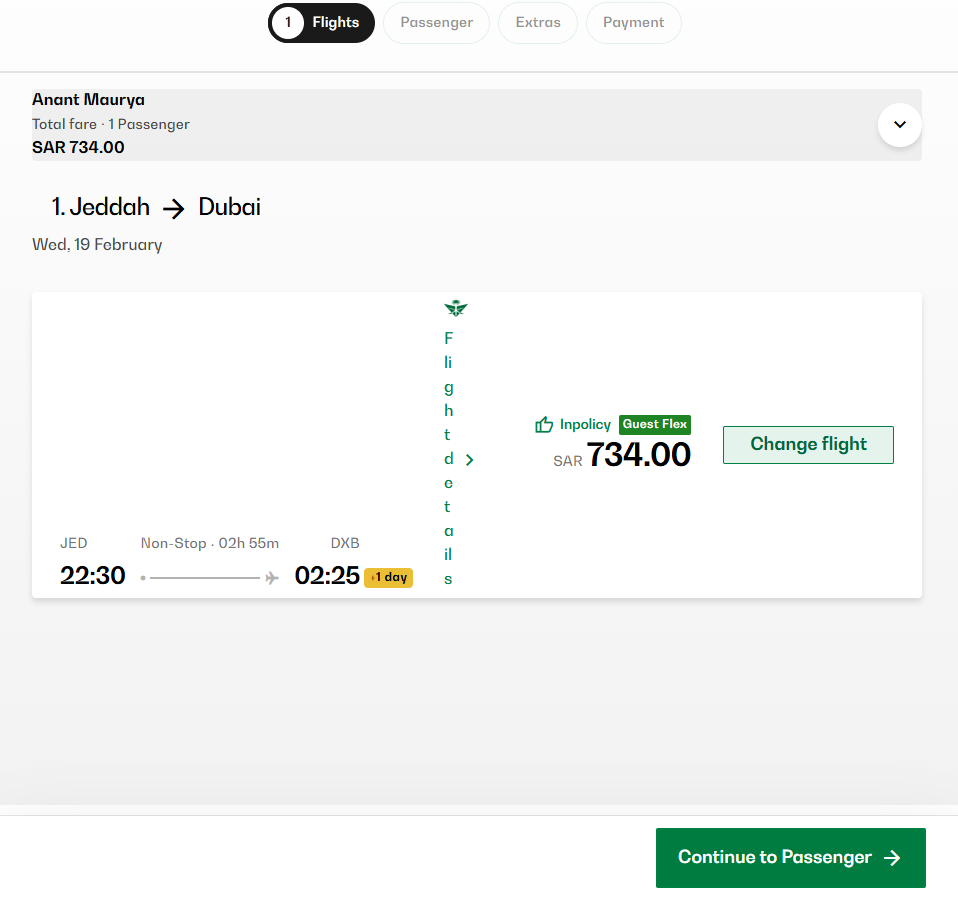 1 Flights Passenger Extras Payment
Anant Maurya
Total fare · 1 Passenger
SAR 734.00
1. Jeddah → Dubai
Wed, 19 February
JED Non-Stop · 02h 55m DXB
22:30 02:25 +1 day
F
li
g
h
t
d
e
t
a
il
s
Inpolicy Guest Flex
SAR 734.00
Change flight
Continue to Passenger →